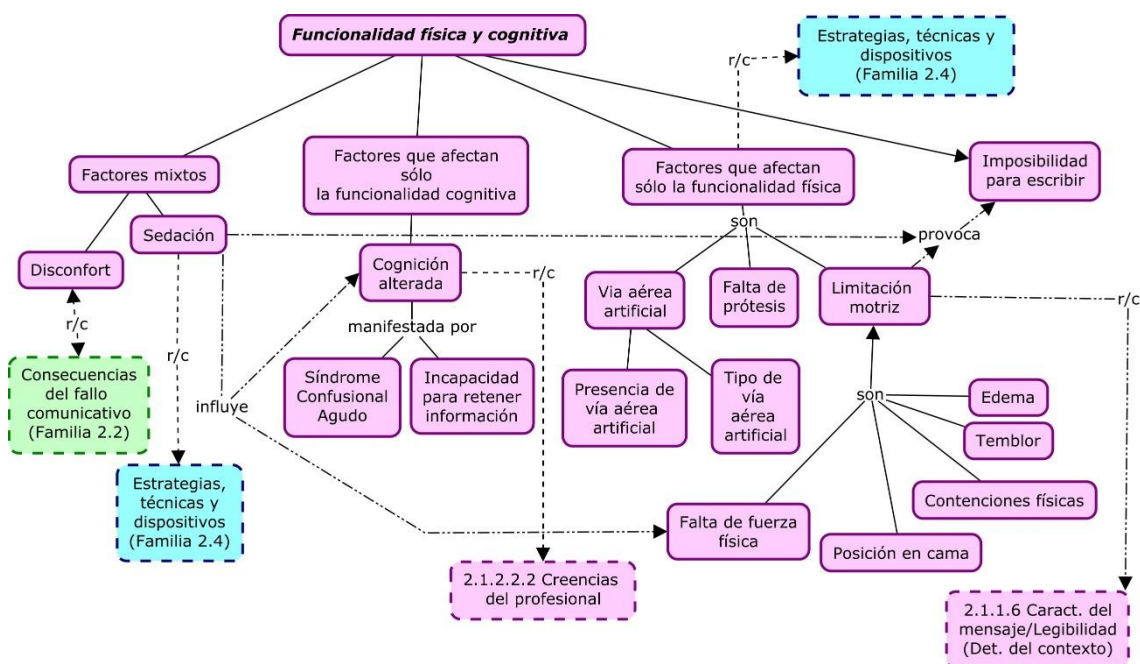 Funcionalidad física y cognitiva
Estrategias, técnicas y
dispositivos
(Familia 2.4)
r/c
Factores mixtos
Factores que afectan
sólo
la funcionalidad cognitiva
Factores que afectan
sólo la funcionalidad física
Imposibilidad
para escribir
Sedación
son
provoca
Disconfort
Cognición
alterada
r/c
Via aérea
artificial
Falta de
prótesis
Limitación
motriz
r/c
r/c
manifestada por
r/c
Consecuencias
del fallo
comunicativo
(Familia 2.2)
influye
Síndrome
Confusional
Agudo
Incapacidad
para retener
información
Presencia de
vía aérea
artificial
Tipo de
vía
aérea
artificial
son
Edema
Temblor
Contenciones físicas
Estrategias,
técnicas y
dispositivos
(Familia 2.4)
Falta de fuerza
física
Posición en cama
2.1.2.2.2 Creencias
del profesional
2.1.1.6 Caract. del
mensaje/Legibilidad
(Det. del contexto)